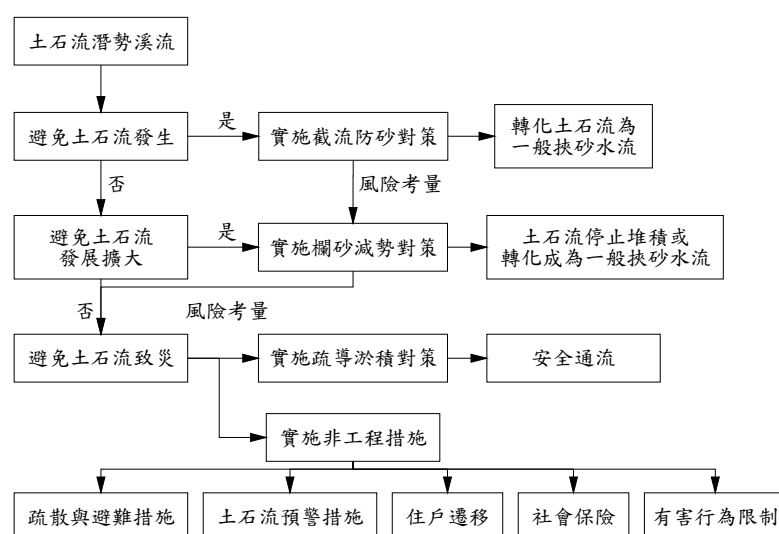 土石流潛勢溪流
避免土石流發生
是
實施截流防砂對策
轉化土石流為
一般挾砂水流
否
風險考量
避免土石流
發展擴大
是
實施欄砂減勢對策
土石流停止堆積或
轉化成為一般挾砂水流
否
風險考量
避免土石流致災
實施疏導淤積對策
安全通流
實施非工程措施
疏散與避難措施
土石流預警措施
住戶遷移
社會保險
有害行為限制